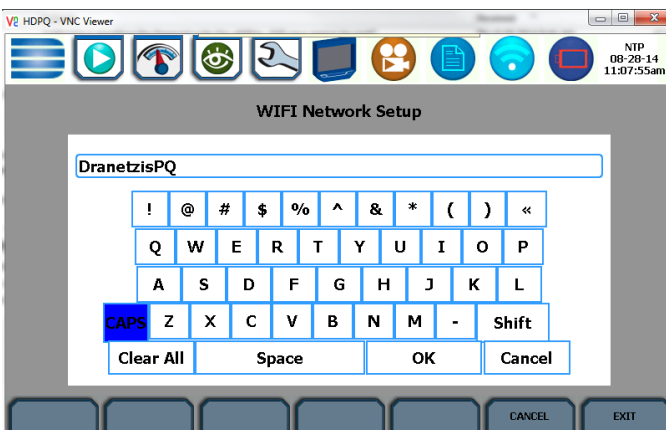 HDPQ - VNC Viewer
NTP
08-28-14
11:07:55am
WIFI Network Setup
DranetzisPQ
! @ # $ % ^ & * ( ) «
Q W E R T Y U I O P
A S D F G H J K L
CAPS Z X C V B N M - Shift
Clear All Space OK Cancel
CANCEL EXIT